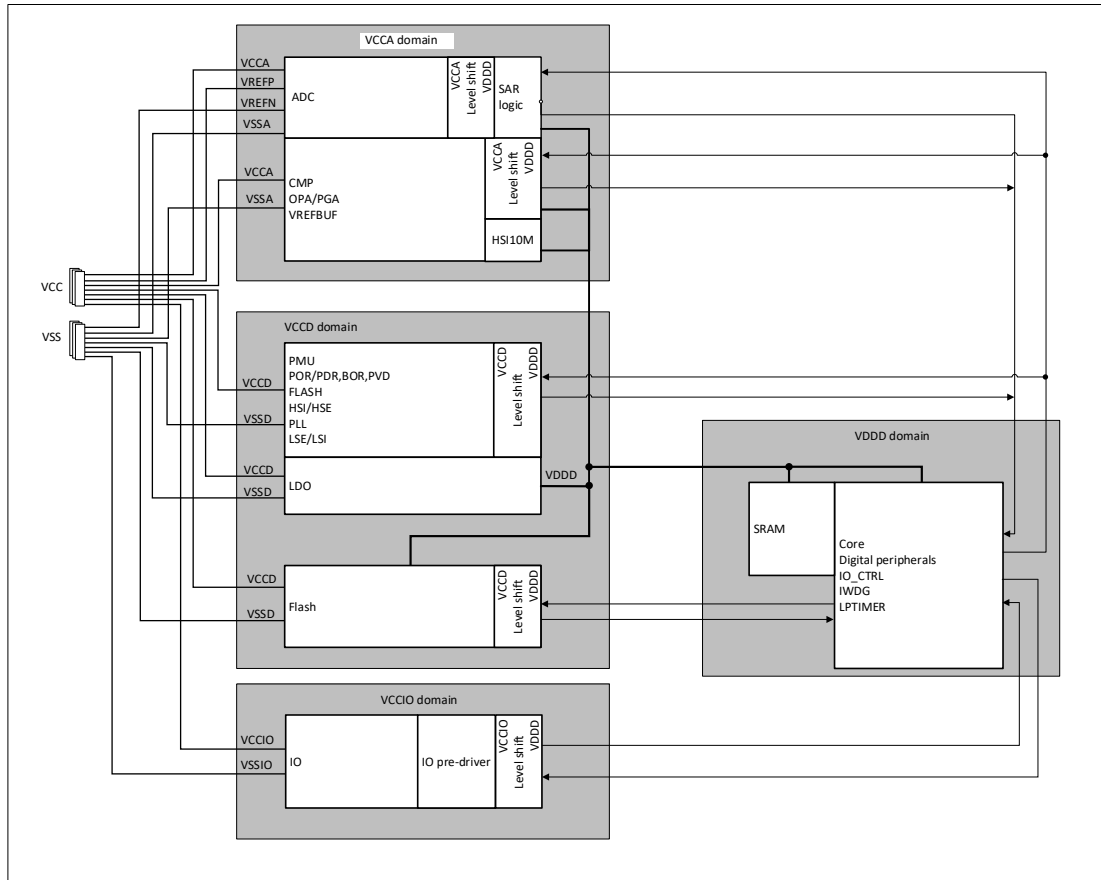 VCCA domain
VCCA
VREFP
VREFN
VSSA
ADC
VCCA
Level shift
VDDD
SAR
logic
VCCA
VSSA
CMP
OPA/PGA
VREFBUF
VCCA
Level shift
VDDD
HSI10M
VCC
VSS
VCCD domain
VCCD
VSSD
PMU
POR/PDR,BOR,PVD
FLASH
HSI/HSE
PLL
LSE/LSI
VCCD
Level shift
VDDD
VCCD
VSSD
LDO
VDDD
VCCD
VSSD
Flash
VCCD
Level shift
VDDD
VDDD domain
SRAM
Core
Digital peripherals
IO_CTRL
IWDG
LPTIMER
VCCIO domain
VCCIO
VSSIO
IO
IO pre-driver
VCCIO
Level shift
VDDD